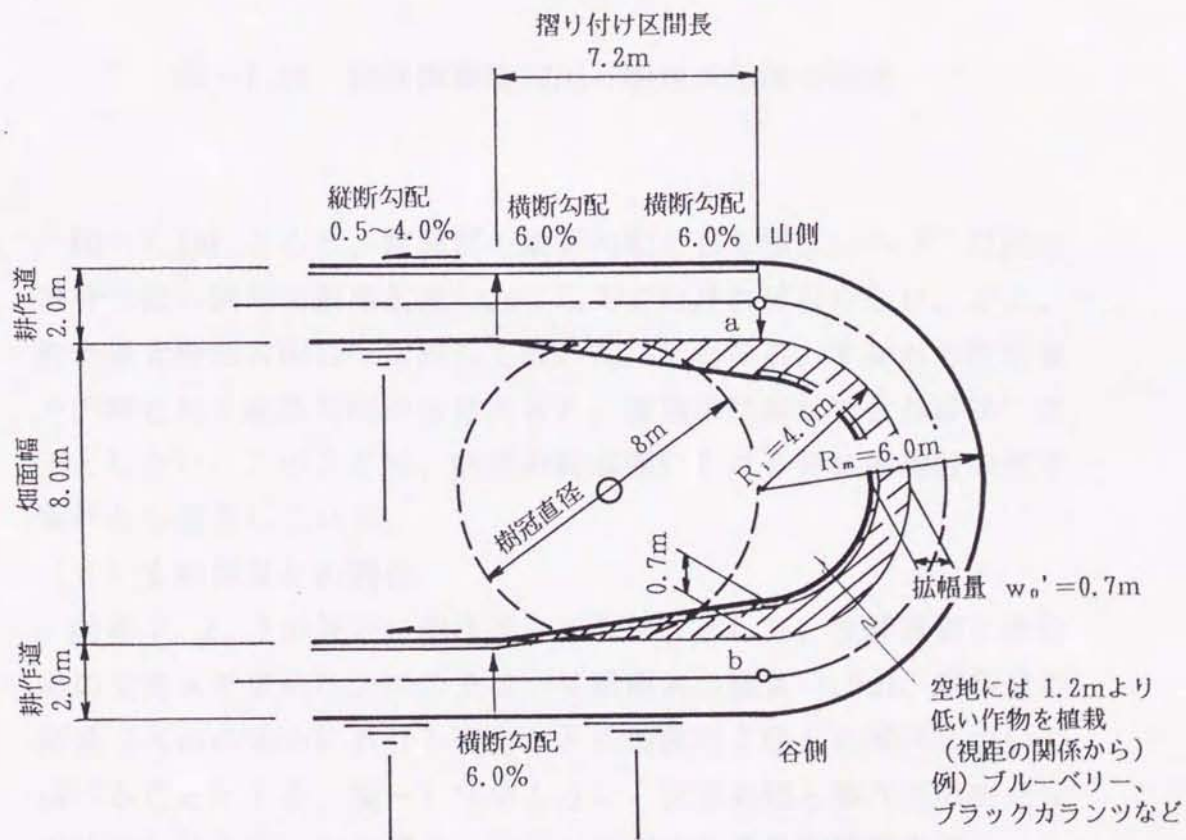 摺り付け区間長
7.2m
縦断勾配
0.5~4.0%
横断勾配
6.0%
横断勾配
6.0%
山側
耕作道
2.0m
a
畑面幅
8.0m
8m
樹冠直径
Ri=4.0m
Rm=6.0m
0.7m
拡幅量 w₀'=0.7m
耕作道
2.0m
b
横断勾配
6.0%
谷側
空地には 1.2mより
低い作物を植栽
(視距の関係から)
例)ブルーベリー、
ブラックカランツなど